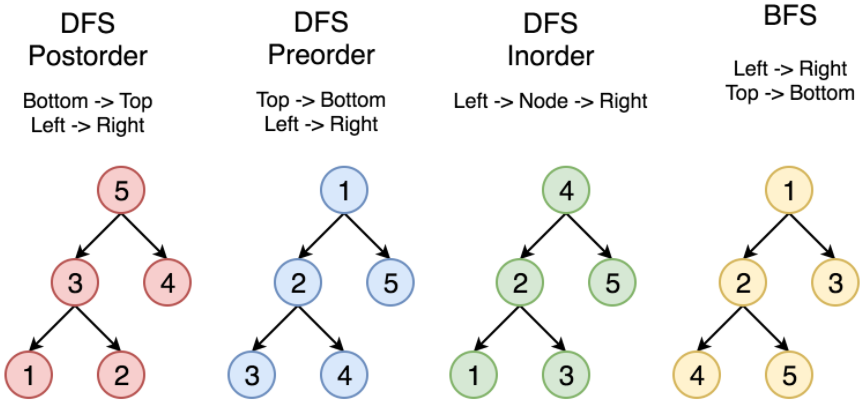 DFS
Postorder
Bottom -> Top
Left -> Right
5
3
4
1
2
DFS
Preorder
Top -> Bottom
Left -> Right
1
2
5
3
4
DFS
Inorder
Left -> Node -> Right
4
2
5
1
3
BFS
Left -> Right
Top -> Bottom
1
2
3
4
5